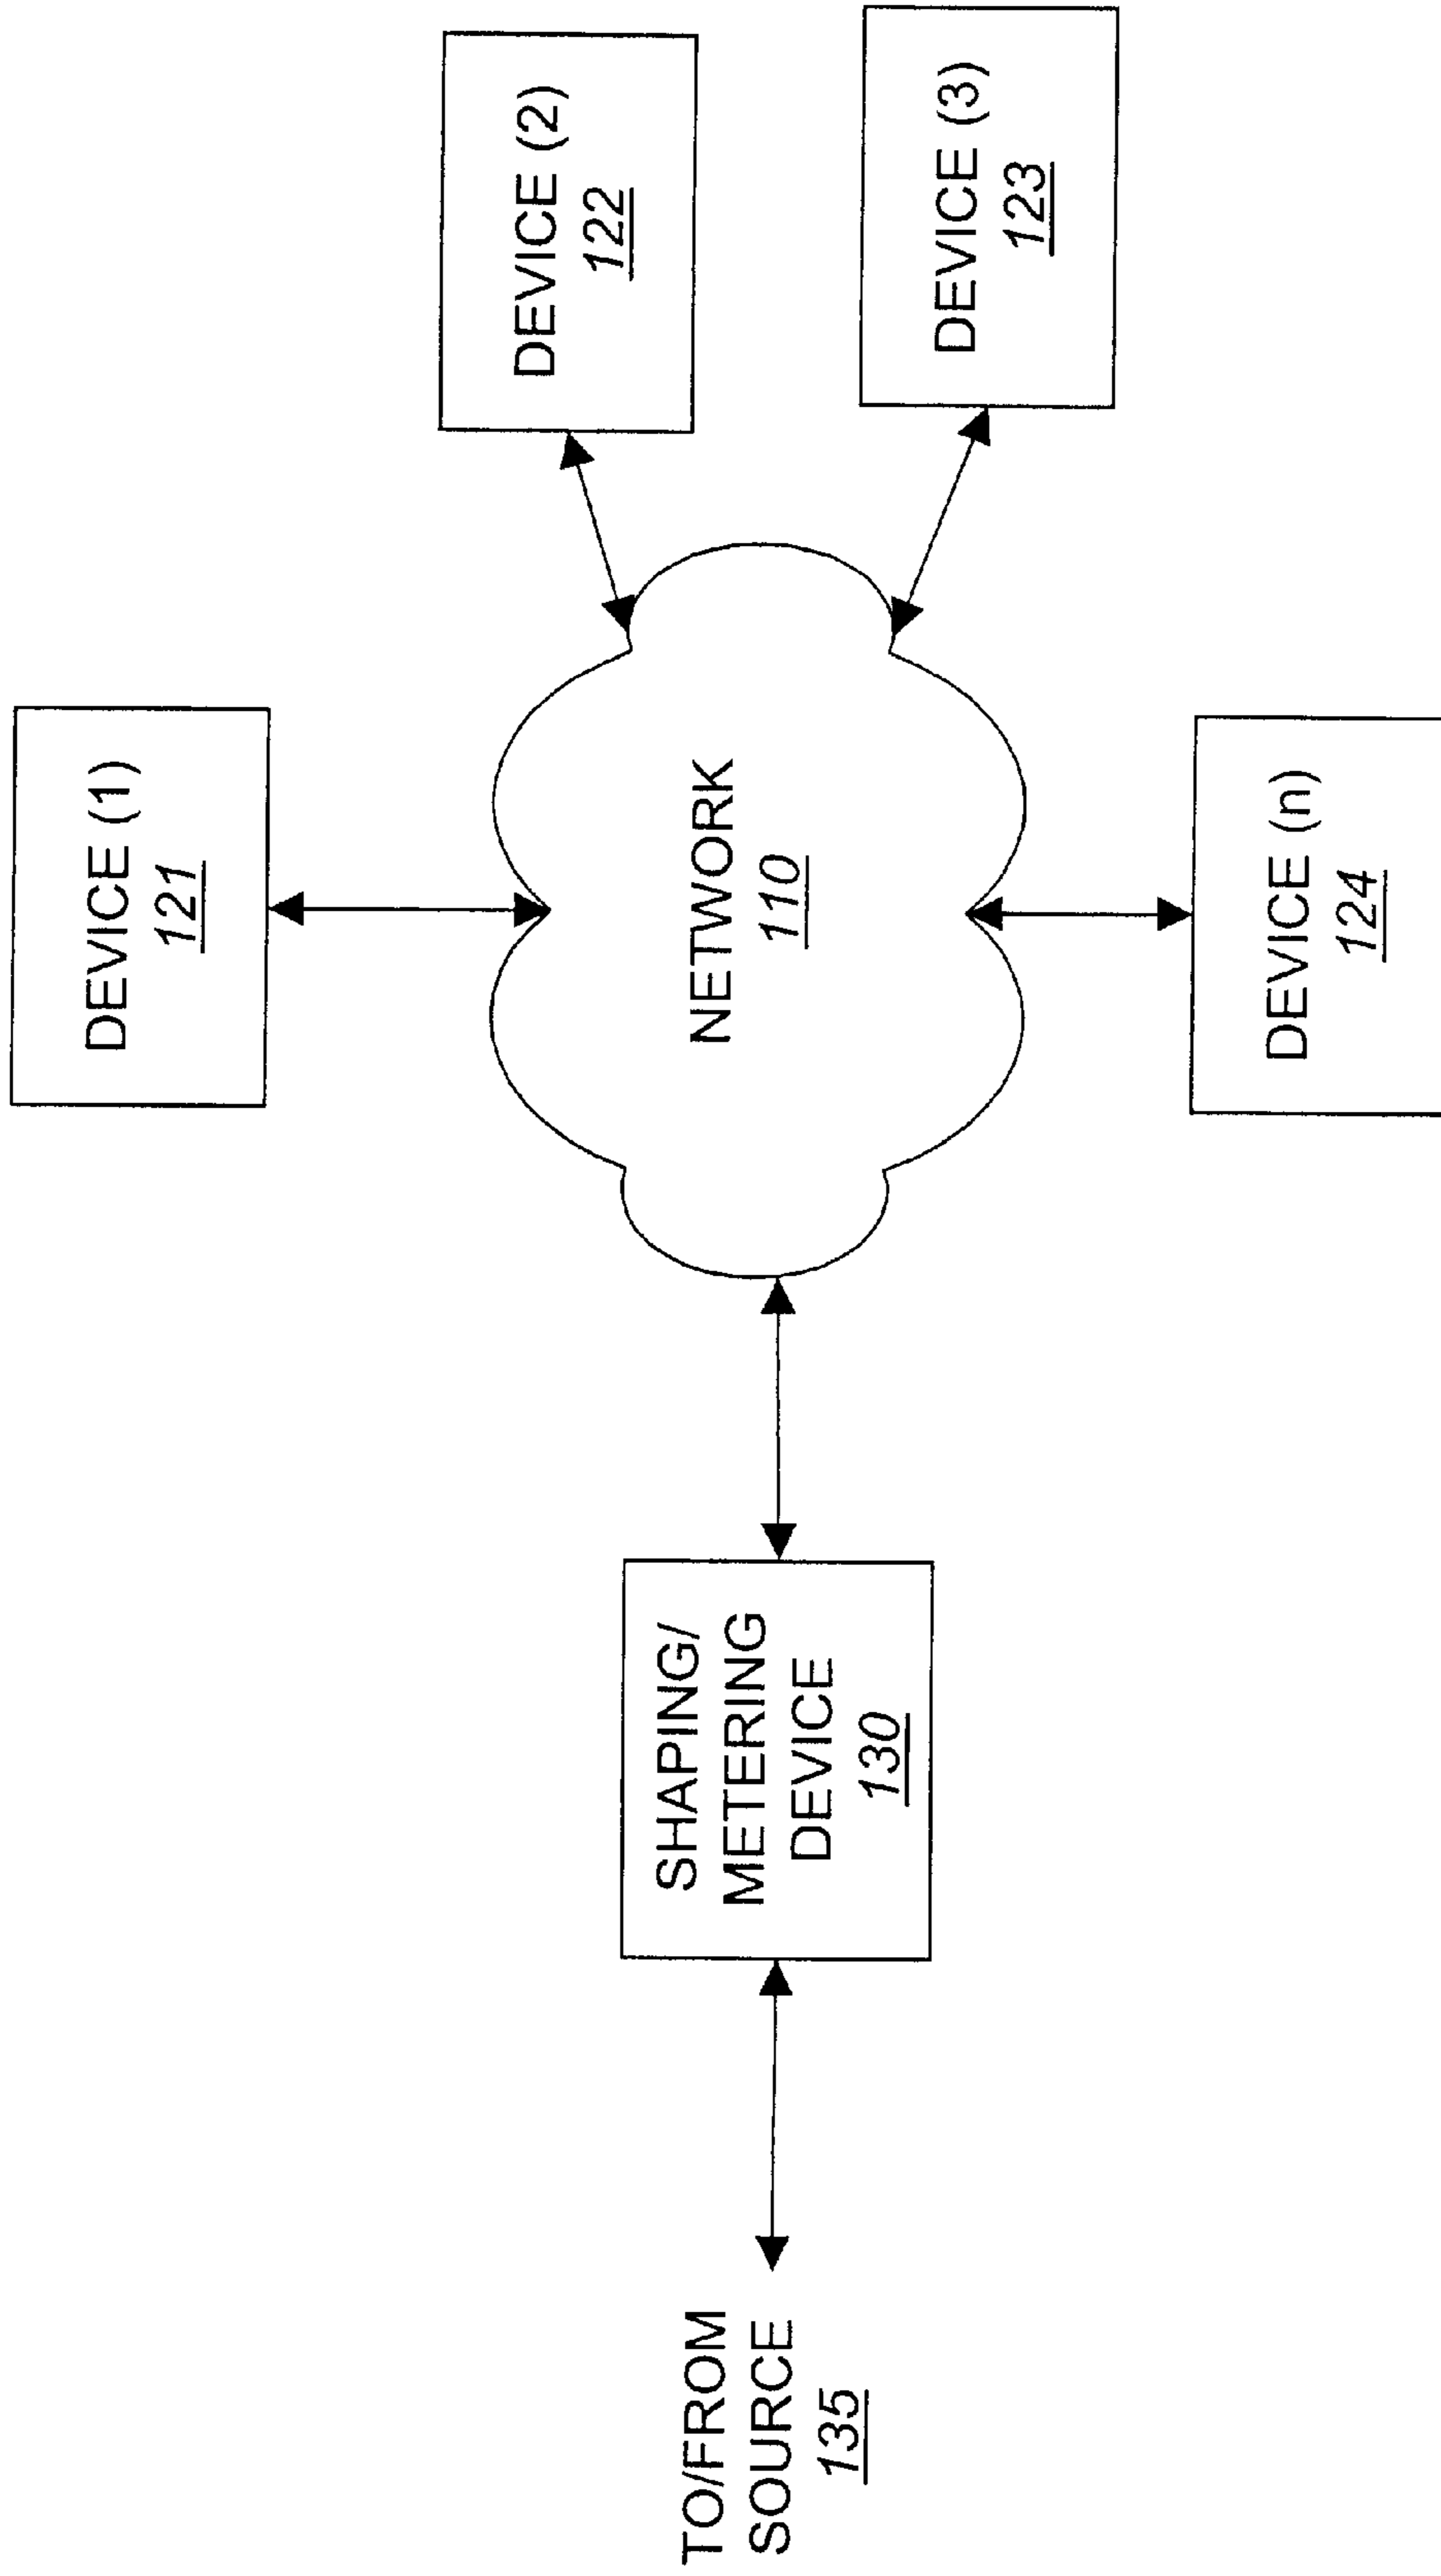 DEVICE (1)
121
DEVICE (2)
122
DEVICE (3)
123
NETWORK
110
DEVICE (n)
124
SHAPING/
METERING
DEVICE
130
TO/FROM
SOURCE
135